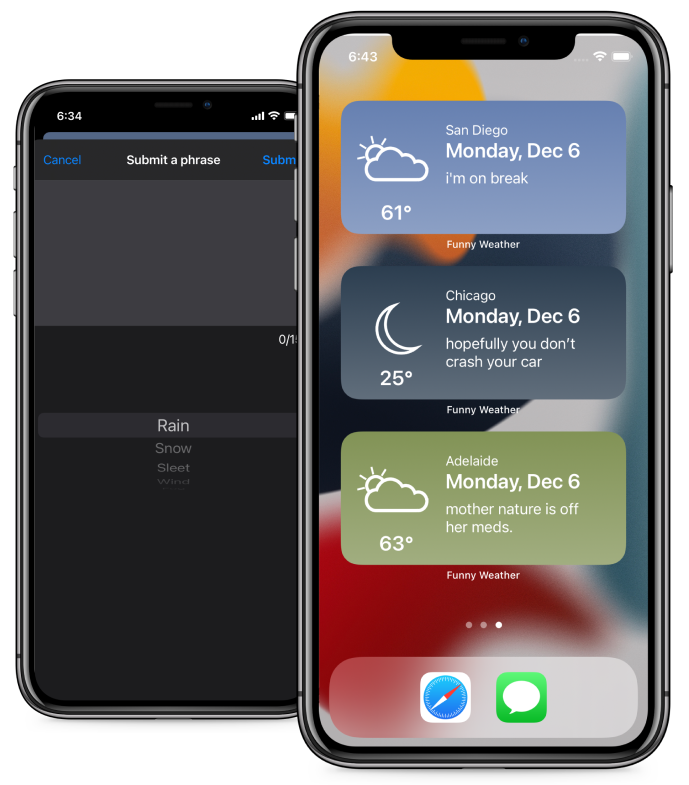 6:34
Cancel
Submit a phrase
Subm
0/1
Rain
Snow
Sleet
Wind
6:43
San Diego
Monday, Dec 6
i'm on break
61°
Funny Weather
Chicago
Monday, Dec 6
hopefully you don't
crash your car
25°
Funny Weather
Adelaide
Monday, Dec 6
mother nature is off
her meds.
63°
Funny Weather